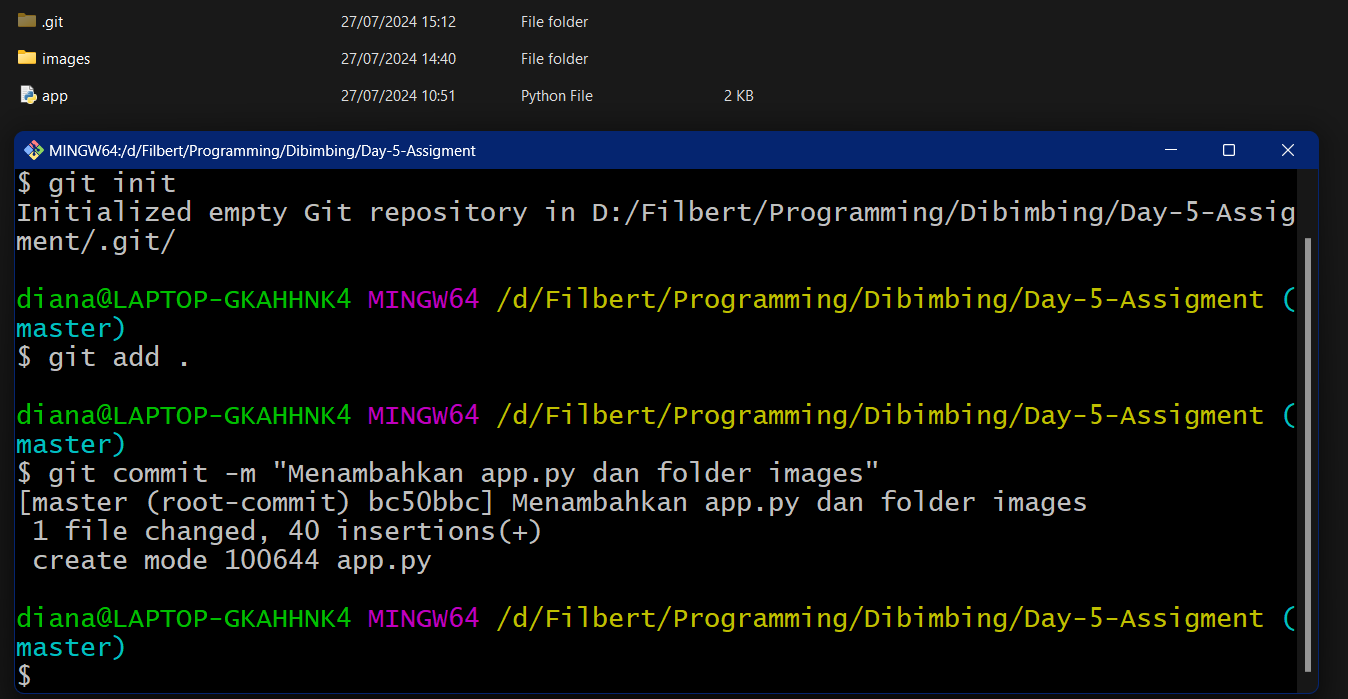 .git 27/07/2024 15:12 File folder
images 27/07/2024 14:40 File folder
app 27/07/2024 10:51 Python File 2 KB
MINGW64:/d/Filbert/Programming/Dibimbing/Day-5-Assigment
$ git init
Initialized empty Git repository in D:/Filbert/Programming/Dibimbing/Day-5-Assig
ment/.git/
diana@LAPTOP-GKAHHNK4 MINGW64 /d/Filbert/Programming/Dibimbing/Day-5-Assigment (
master)
$ git add .
diana@LAPTOP-GKAHHNK4 MINGW64 /d/Filbert/Programming/Dibimbing/Day-5-Assigment (
master)
$ git commit -m "Menambahkan app.py dan folder images"
[master (root-commit) bc50bbc] Menambahkan app.py dan folder images
1 file changed, 40 insertions(+)
create mode 100644 app.py
diana@LAPTOP-GKAHHNK4 MINGW64 /d/Filbert/Programming/Dibimbing/Day-5-Assigment (
master)
$